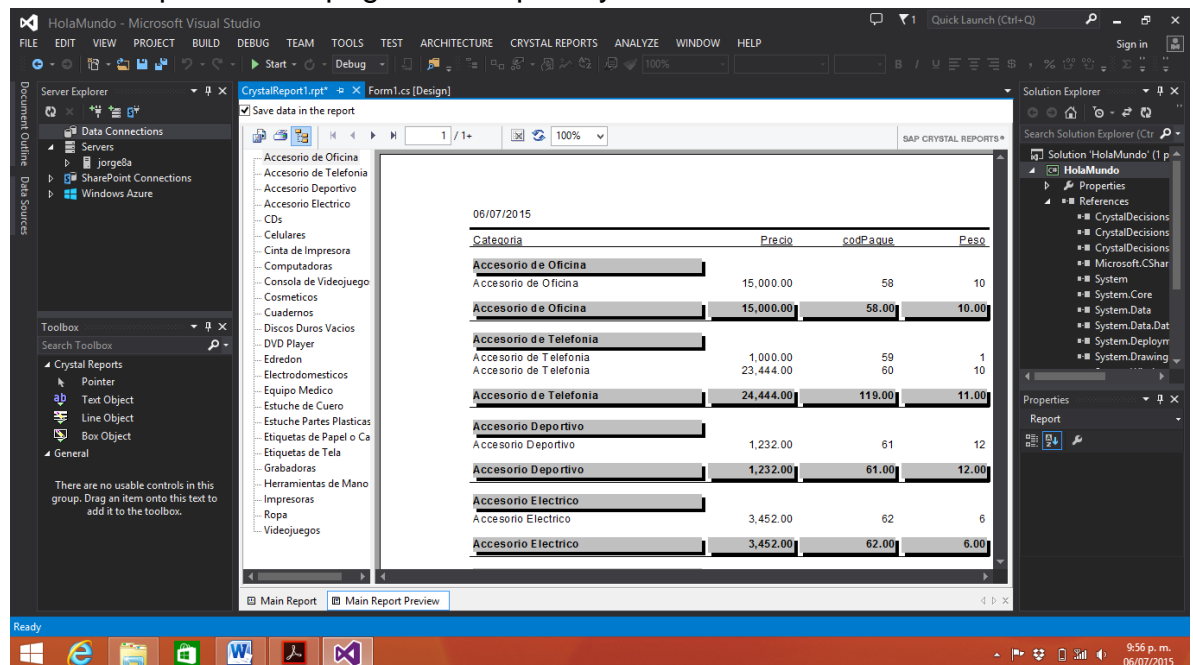 HolaMundo - Microsoft Visual Studio
1
Quick Launch (Ctrl+Q)
FILE EDIT VIEW PROJECT BUILD DEBUG TEAM TOOLS TEST ARCHITECTURE CRYSTAL REPORTS ANALYZE WINDOW HELP
Sign in
Start Debug 100%
Document Outline
Data Sources
Server Explorer
Data Connections
Servers
jorge8a
SharePoint Connections
Windows Azure
Toolbox
Search Toolbox
Crystal Reports
Pointer
Text Object
Line Object
Box Object
General
There are no usable controls in this
group. Drag an item onto this text to
add it to the toolbox.
CrystalReport1.rpt* Form1.cs [Design]
Save data in the report
1 / 1+ 100%
SAP CRYSTAL REPORTS®
Accesorio de Oficina
Accesorio de Telefonia
Accesorio Deportivo
Accesorio Electrico
CDs
Celulares
Cinta de Impresora
Computadoras
Consola de Videojuego
Cosmeticos
Cuadernos
Discos Duros Vacios
DVD Player
Edredon
Electrodomesticos
Equipo Medico
Estuche de Cuero
Estuche Partes Plasticas
Etiquetas de Papel o Ca
Etiquetas de Tela
Grabadoras
Herramientas de Mano
Impresoras
Ropa
Videojuegos
06/07/2015
Categoria Precio codPaque Peso
Accesorio de Oficina
Accesorio de Oficina 15,000.00 58 10
Accesorio de Oficina 15,000.00 58.00 10.00
Accesorio de Telefonia
Accesorio de Telefonia 1,000.00 59 1
Accesorio de Telefonia 23,444.00 60 10
Accesorio de Telefonia 24,444.00 119.00 11.00
Accesorio Deportivo
Accesorio Deportivo 1,232.00 61 12
Accesorio Deportivo 1,232.00 61.00 12.00
Accesorio Electrico
Accesorio Electrico 3,452.00 62 6
Accesorio Electrico 3,452.00 62.00 6.00
Main Report Main Report Preview
Solution Explorer
Search Solution Explorer (Ctr
Solution 'HolaMundo' (1 p
HolaMundo
Properties
References
CrystalDecisions
CrystalDecisions
CrystalDecisions
Microsoft.CShar
System
System.Core
System.Data
System.Data.Dat
System.Deploym
System.Drawing
Properties
Report
Ready
9:56 p. m.
06/07/2015